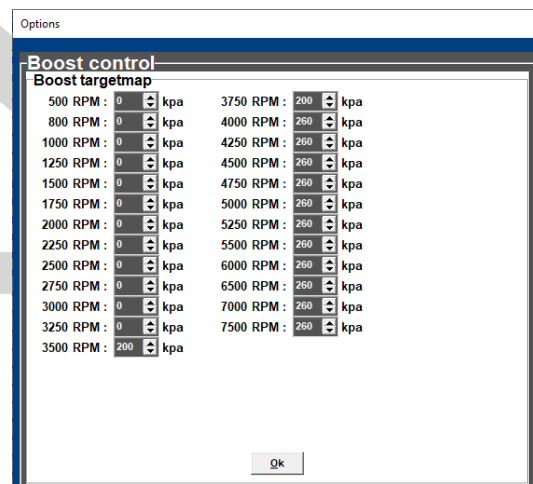 Options
Boost control
Boost targetmap
500 RPM : 0 kpa
800 RPM : 0 kpa
1000 RPM : 0 kpa
1250 RPM : 0 kpa
1500 RPM : 0 kpa
1750 RPM : 0 kpa
2000 RPM : 0 kpa
2250 RPM : 0 kpa
2500 RPM : 0 kpa
2750 RPM : 0 kpa
3000 RPM : 0 kpa
3250 RPM : 0 kpa
3500 RPM : 200 kpa
3750 RPM : 200 kpa
4000 RPM : 260 kpa
4250 RPM : 260 kpa
4500 RPM : 260 kpa
4750 RPM : 260 kpa
5000 RPM : 260 kpa
5250 RPM : 260 kpa
5500 RPM : 260 kpa
6000 RPM : 260 kpa
6500 RPM : 260 kpa
7000 RPM : 260 kpa
7500 RPM : 260 kpa
Ok